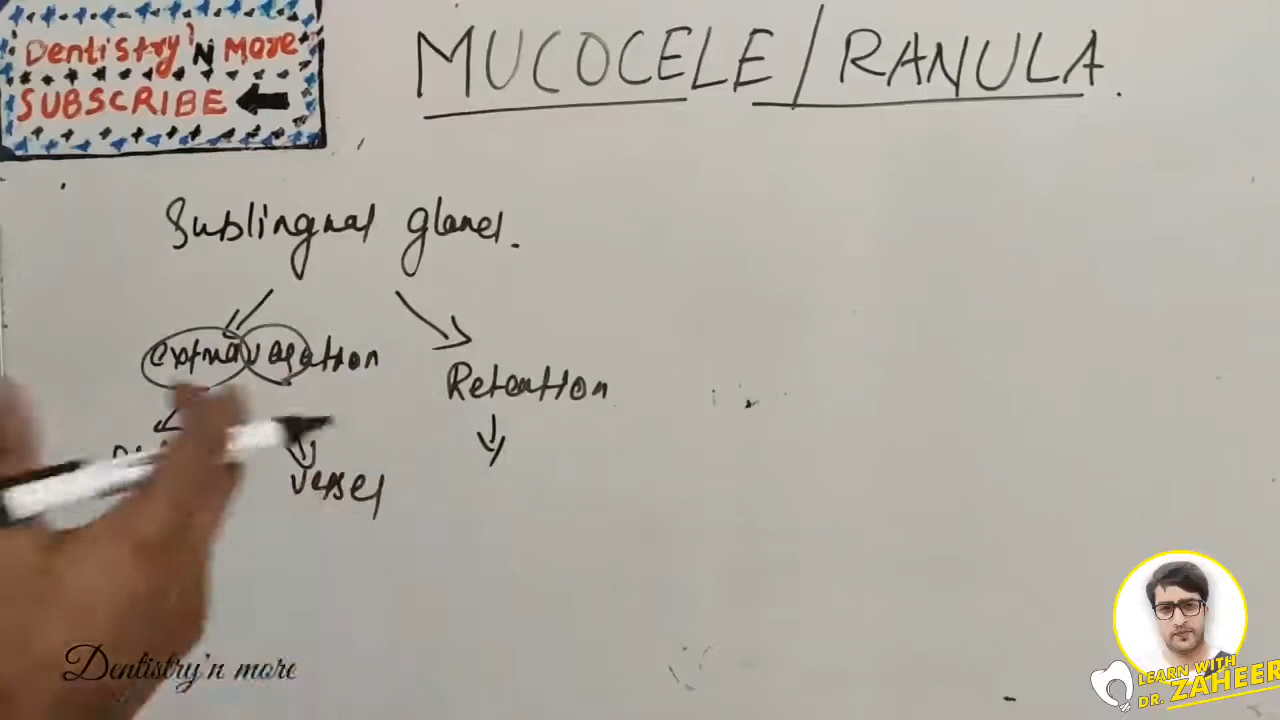 Dentistry'N More
SUBSCRIBE
MUCOCELE / RANULA.
Sublingual gland.
extravasation
Retention
vessel
Dentistry'n more
LEARN WITH
DR. ZAHEER